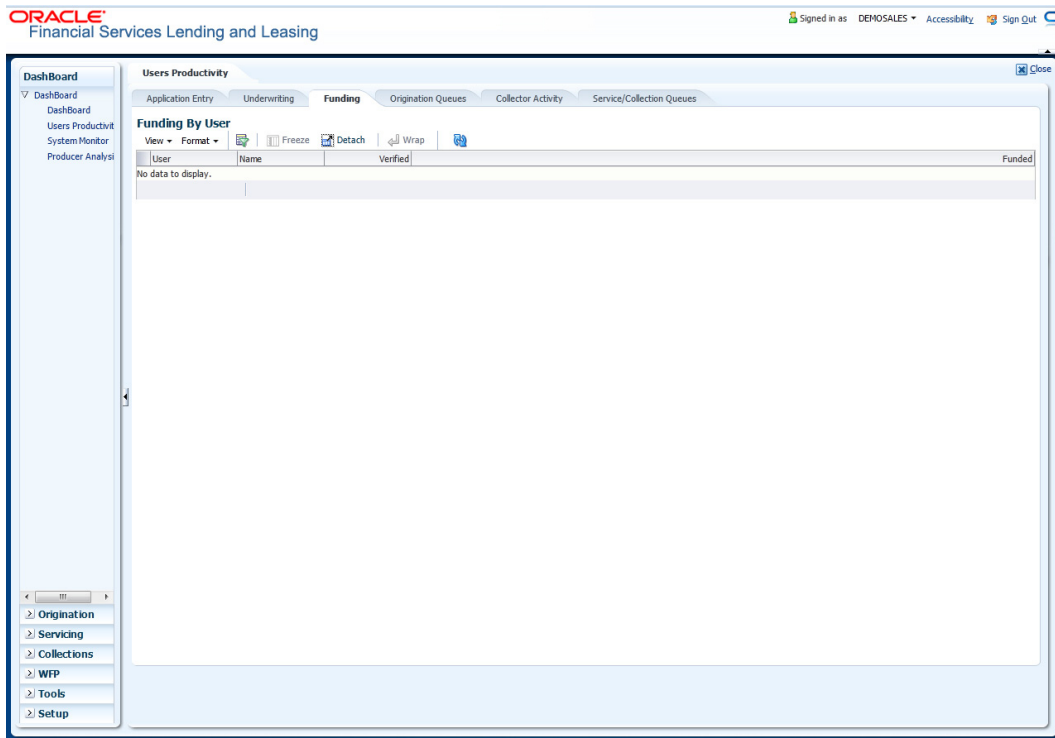 ORACLE®
Financial Services Lending and Leasing
Signed in as DEMOSALES Accessibility Sign Out
Close
DashBoard
DashBoard
DashBoard
Users Productivit
System Monitor
Producer Analysi
Users Productivity
Application Entry Underwriting Funding Origination Queues Collector Activity Service/Collection Queues
Funding By User
View Format Freeze Detach Wrap
User Name Verified Funded
No data to display.
Origination
Servicing
Collections
WFP
Tools
Setup